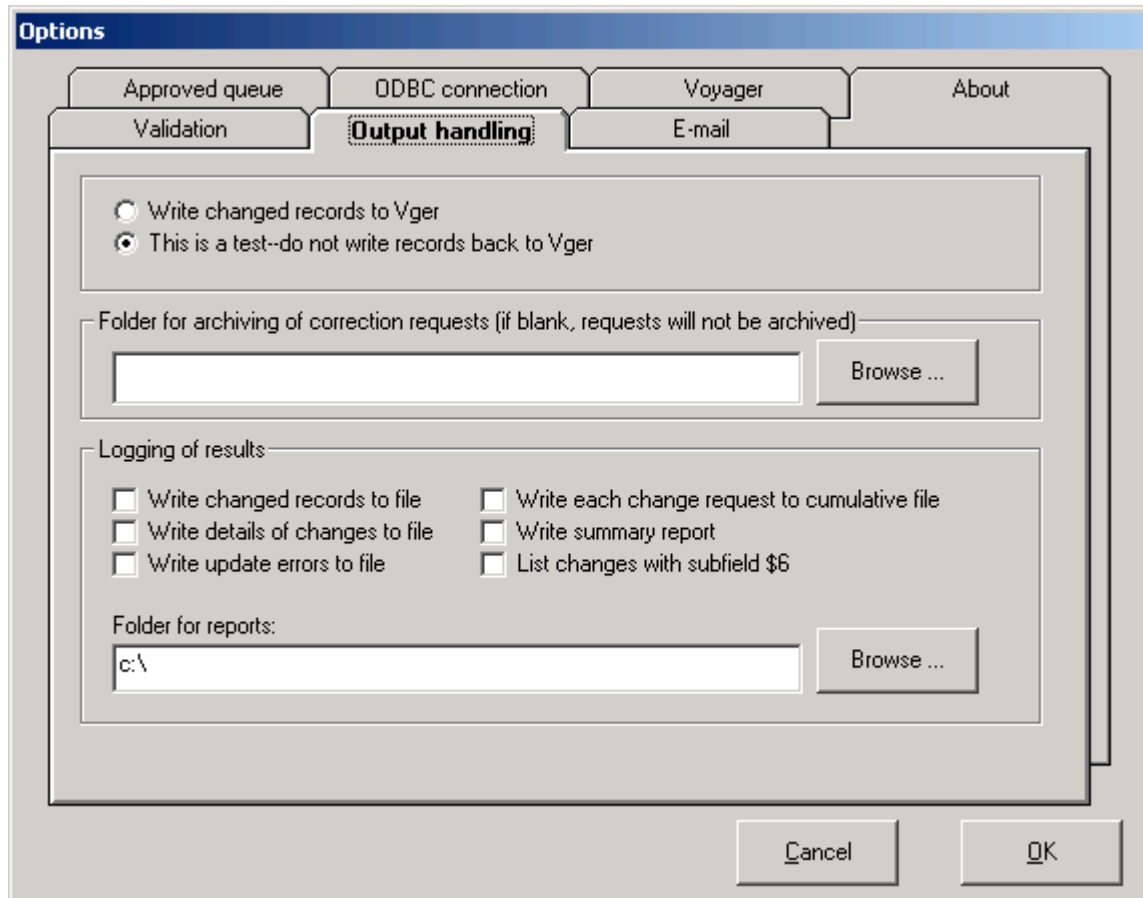 Options
Approved queue ODBC connection Voyager About
Validation Output handling E-mail
Write changed records to Vger
This is a test--do not write records back to Vger
Folder for archiving of correction requests (if blank, requests will not be archived)
Browse ...
Logging of results
Write changed records to file Write each change request to cumulative file
Write details of changes to file Write summary report
Write update errors to file List changes with subfield $6
Folder for reports:
c:\ Browse ...
Cancel OK